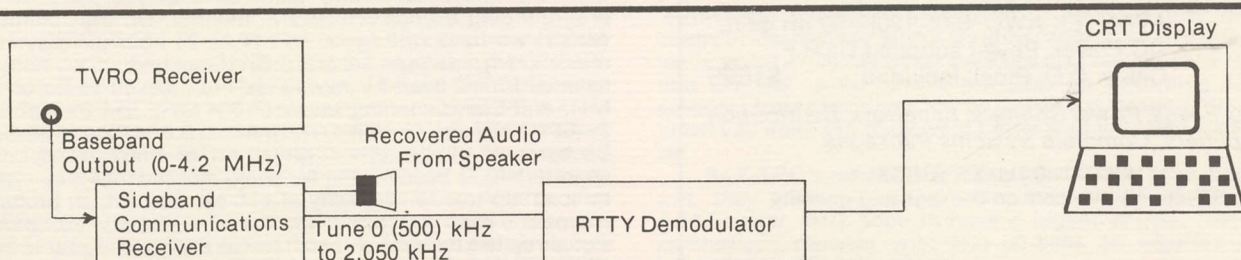 CRT Display
TVRO Receiver
Baseband
Output (0-4.2 MHz)
Recovered Audio
From Speaker
Sideband
Communications
Receiver
Tune 0 (500) kHz
to 2.050 kHz
RTTY Demodulator